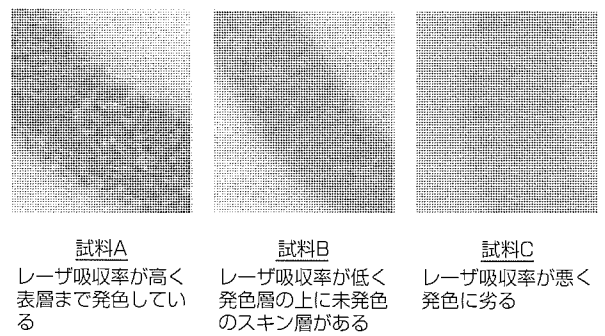 試料A
レーザ吸収率が高く
表層まで発色してい
る
試料B
レーザ吸収率が低く
発色層の上に未発色
のスキン層がある
試料C
レーザ吸収率が悪く
発色に劣る